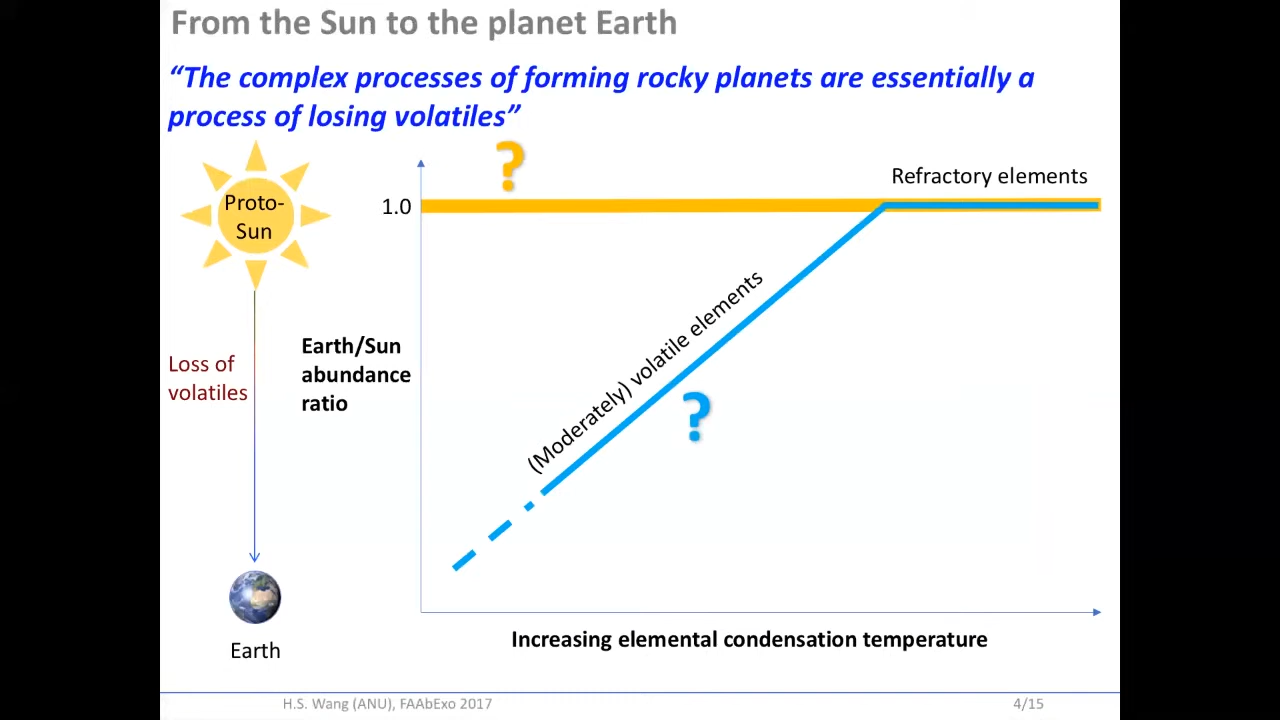 From the Sun to the planet Earth
“The complex processes of forming rocky planets are essentially a
process of losing volatiles”
Proto-
Sun
Loss of
volatiles
Earth
Earth/Sun
abundance
ratio
1.0
?
Refractory elements
(Moderately) volatile elements
?
Increasing elemental condensation temperature
H.S. Wang (ANU), FAAbExo 2017
4/15